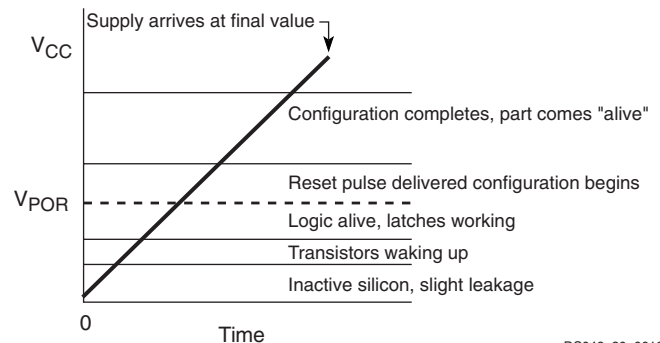 Supply arrives at final value
VCC
Configuration completes, part comes "alive"
Reset pulse delivered configuration begins
VPOR
Logic alive, latches working
Transistors waking up
Inactive silicon, slight leakage
0
Time